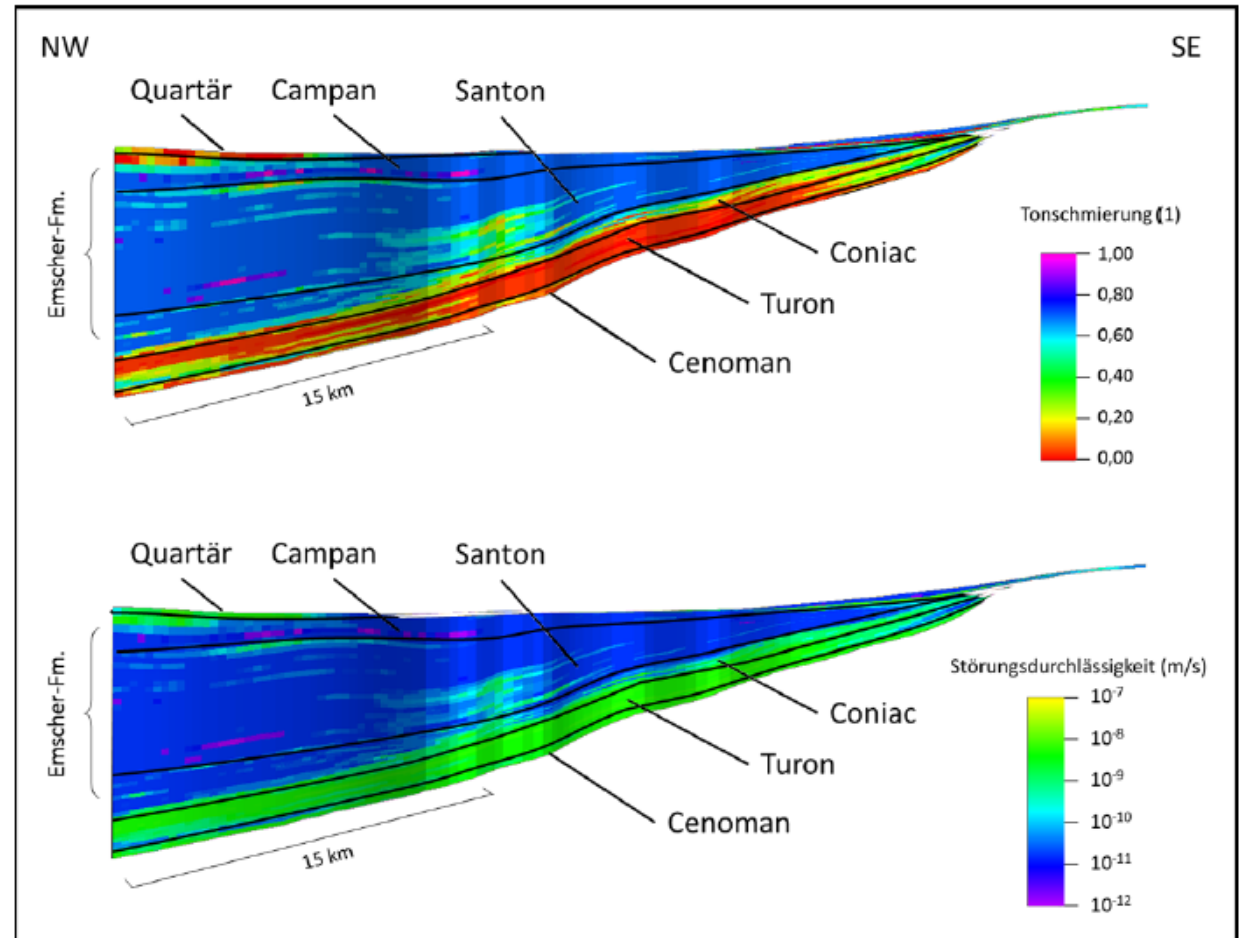 NW
SE
Quartär
Campan
Santon
Emscher-Fm.
Coniac
Turon
Cenoman
15 km
Tonschmierung (1)
1,00
0,80
0,60
0,40
0,20
0,00
Quartär
Campan
Santon
Emscher-Fm.
Coniac
Turon
Cenoman
15 km
Störungsdurchlässigkeit (m/s)
10⁻⁷
10⁻⁸
10⁻⁹
10⁻¹⁰
10⁻¹¹
10⁻¹²